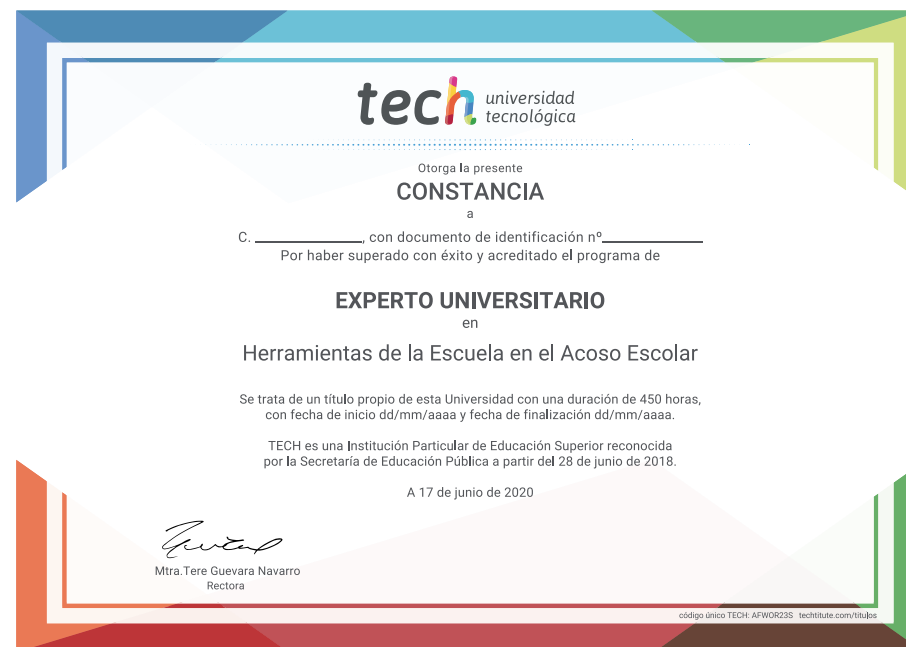 tech universidad
tecnológica
Otorga la presente
CONSTANCIA
a
C. ____________, con documento de identificación nº____________
Por haber superado con éxito y acreditado el programa de
EXPERTO UNIVERSITARIO
en
Herramientas de la Escuela en el Acoso Escolar
Se trata de un título propio de esta Universidad con una duración de 450 horas,
con fecha de inicio dd/mm/aaaa y fecha de finalización dd/mm/aaaa.
TECH es una Institución Particular de Educación Superior reconocida
por la Secretaría de Educación Pública a partir del 28 de junio de 2018.
A 17 de junio de 2020
Mtra.Tere Guevara Navarro
Rectora
código único TECH: AFWOR23S techtitute.com/titulos